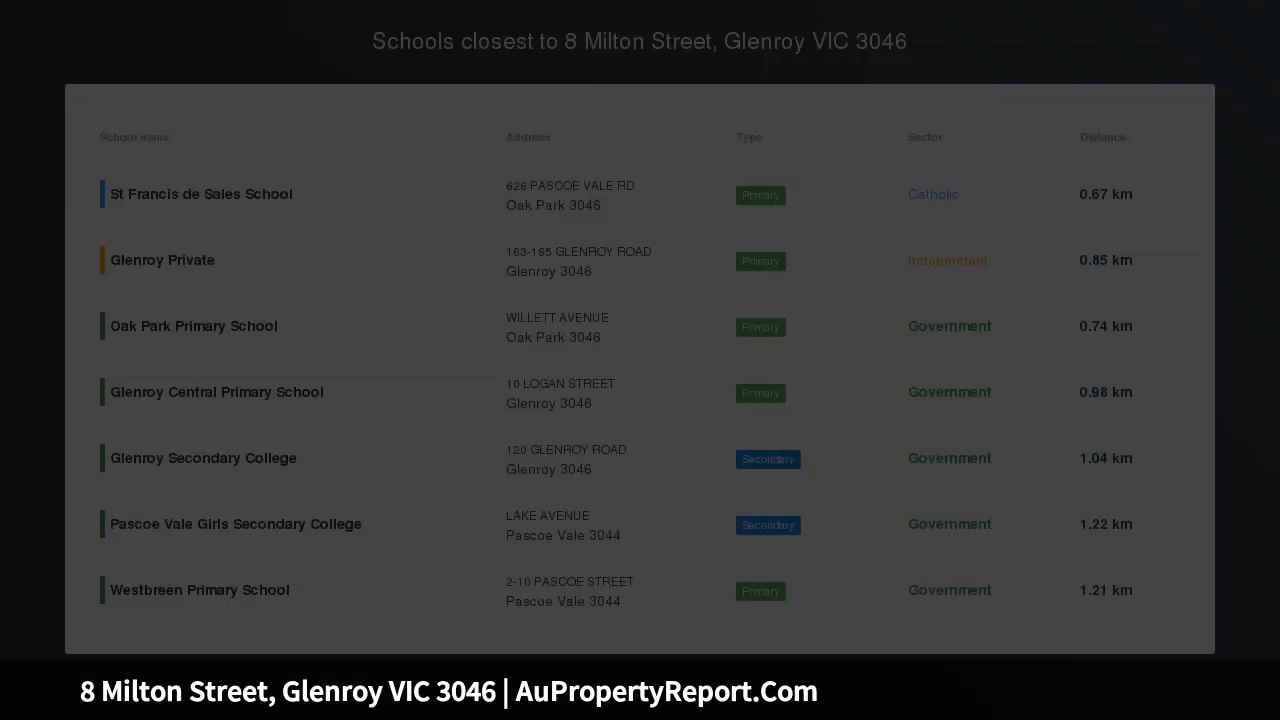 Schools closest to 8 Milton Street, Glenroy VIC 3046
School name Address Type Sector Distance
St Francis de Sales School 626 PASCOE VALE RD Oak Park 3046 Primary Catholic 0.67 km
Glenroy Private 163-165 GLENROY ROAD Glenroy 3046 Primary Independent 0.85 km
Oak Park Primary School WILLETT AVENUE Oak Park 3046 Primary Government 0.74 km
Glenroy Central Primary School 10 LOGAN STREET Glenroy 3046 Primary Government 0.98 km
Glenroy Secondary College 120 GLENROY ROAD Glenroy 3046 Secondary Government 1.04 km
Pascoe Vale Girls Secondary College LAKE AVENUE Pascoe Vale 3044 Secondary Government 1.22 km
Westbreen Primary School 2-10 PASCOE STREET Pascoe Vale 3044 Primary Government 1.21 km
8 Milton Street, Glenroy VIC 3046 | AuPropertyReport.Com